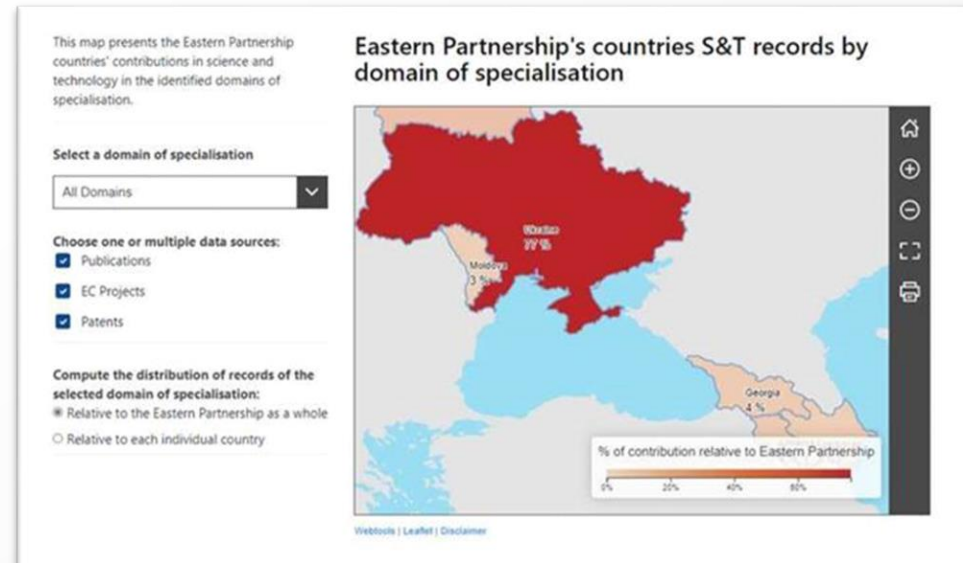 This map presents the Eastern Partnership
countries' contributions in science and
technology in the identified domains of
specialisation.
Select a domain of specialisation
All Domains
Choose one or multiple data sources:
Publications
EC Projects
Patents
Compute the distribution of records of the
selected domain of specialisation:
Relative to the Eastern Partnership as a whole
Relative to each individual country
Eastern Partnership's countries S&T records by
domain of specialisation
Ukraine
77 %
Moldova
3 %
Georgia
4 %
% of contribution relative to Eastern Partnership
0% 20% 40% 60%
Webtools | Leaflet | Disclaimer